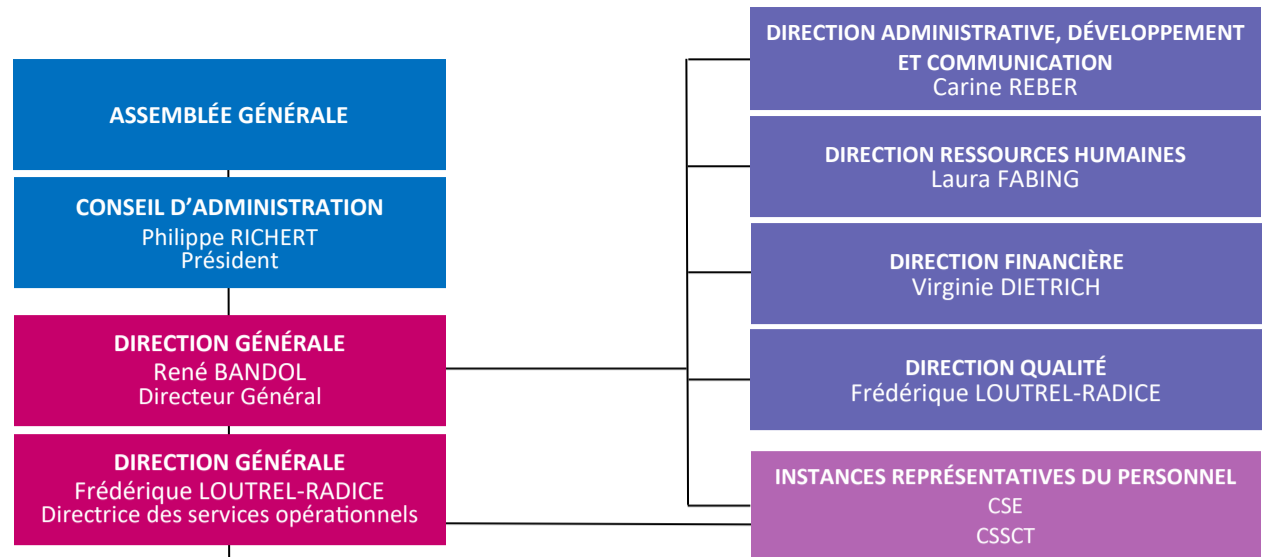 ASSEMBLÉE GÉNÉRALE
CONSEIL D’ADMINISTRATION
Philippe RICHERT
Président
DIRECTION GÉNÉRALE
René BANDOL
Directeur Général
DIRECTION GÉNÉRALE
Frédérique LOUTREL-RADICE
Directrice des services opérationnels
DIRECTION ADMINISTRATIVE, DÉVELOPPEMENT
ET COMMUNICATION
Carine REBER
DIRECTION RESSOURCES HUMAINES
Laura FABING
DIRECTION FINANCIÈRE
Virginie DIETRICH
DIRECTION QUALITÉ
Frédérique LOUTREL-RADICE
INSTANCES REPRÉSENTATIVES DU PERSONNEL
CSE
CSSCT